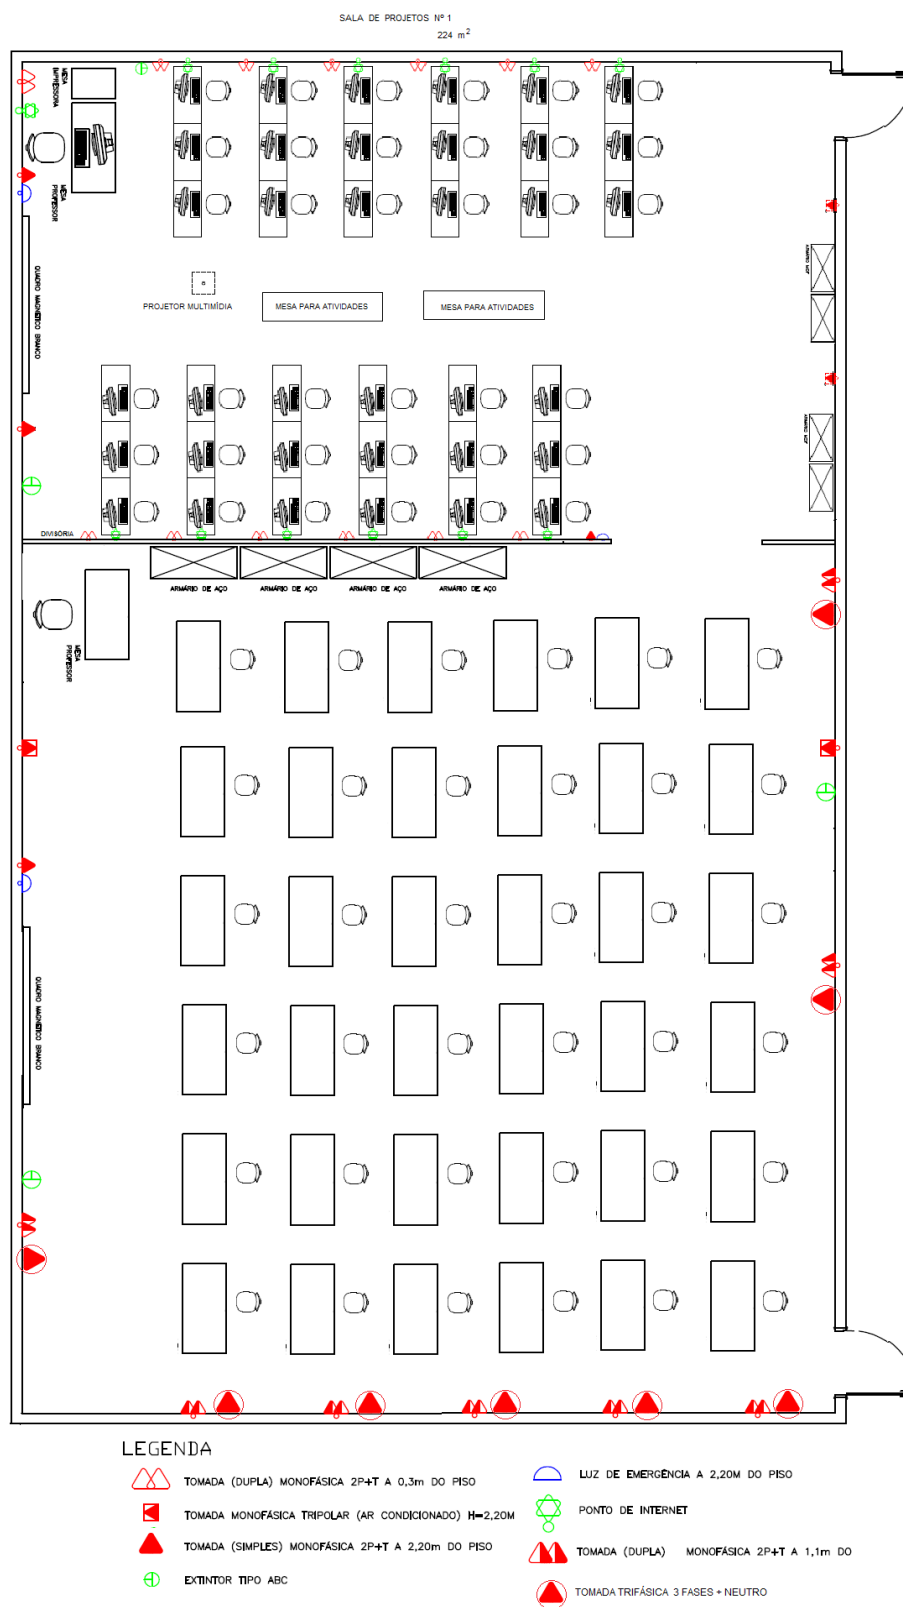 SALA DE PROJETOS Nº 1
224 m²
MESA
IMPRESSORA
MESA
PROFESSOR
QUADRO MAGNÉTICO BRANCO
PROJETOR MULTIMÍDIA
MESA PARA ATIVIDADES
MESA PARA ATIVIDADES
DIVISÓRIA
ARMÁRIO DE AÇO
ARMÁRIO DE AÇO
ARMÁRIO DE AÇO
ARMÁRIO DE AÇO
MESA
PROFESSOR
QUADRO MAGNÉTICO BRANCO
LEGENDA
TOMADA (DUPLA) MONOFÁSICA 2P+T A 0,3m DO PISO
TOMADA MONOFÁSICA TRIPOLAR (AR CONDICIONADO) H=2,20M
TOMADA (SIMPLES) MONOFÁSICA 2P+T A 2,20m DO PISO
EXTINTOR TIPO ABC
LUZ DE EMERGÊNCIA A 2,20M DO PISO
PONTO DE INTERNET
TOMADA (DUPLA) MONOFÁSICA 2P+T A 1,1m DO
TOMADA TRIFÁSICA 3 FASES + NEUTRO